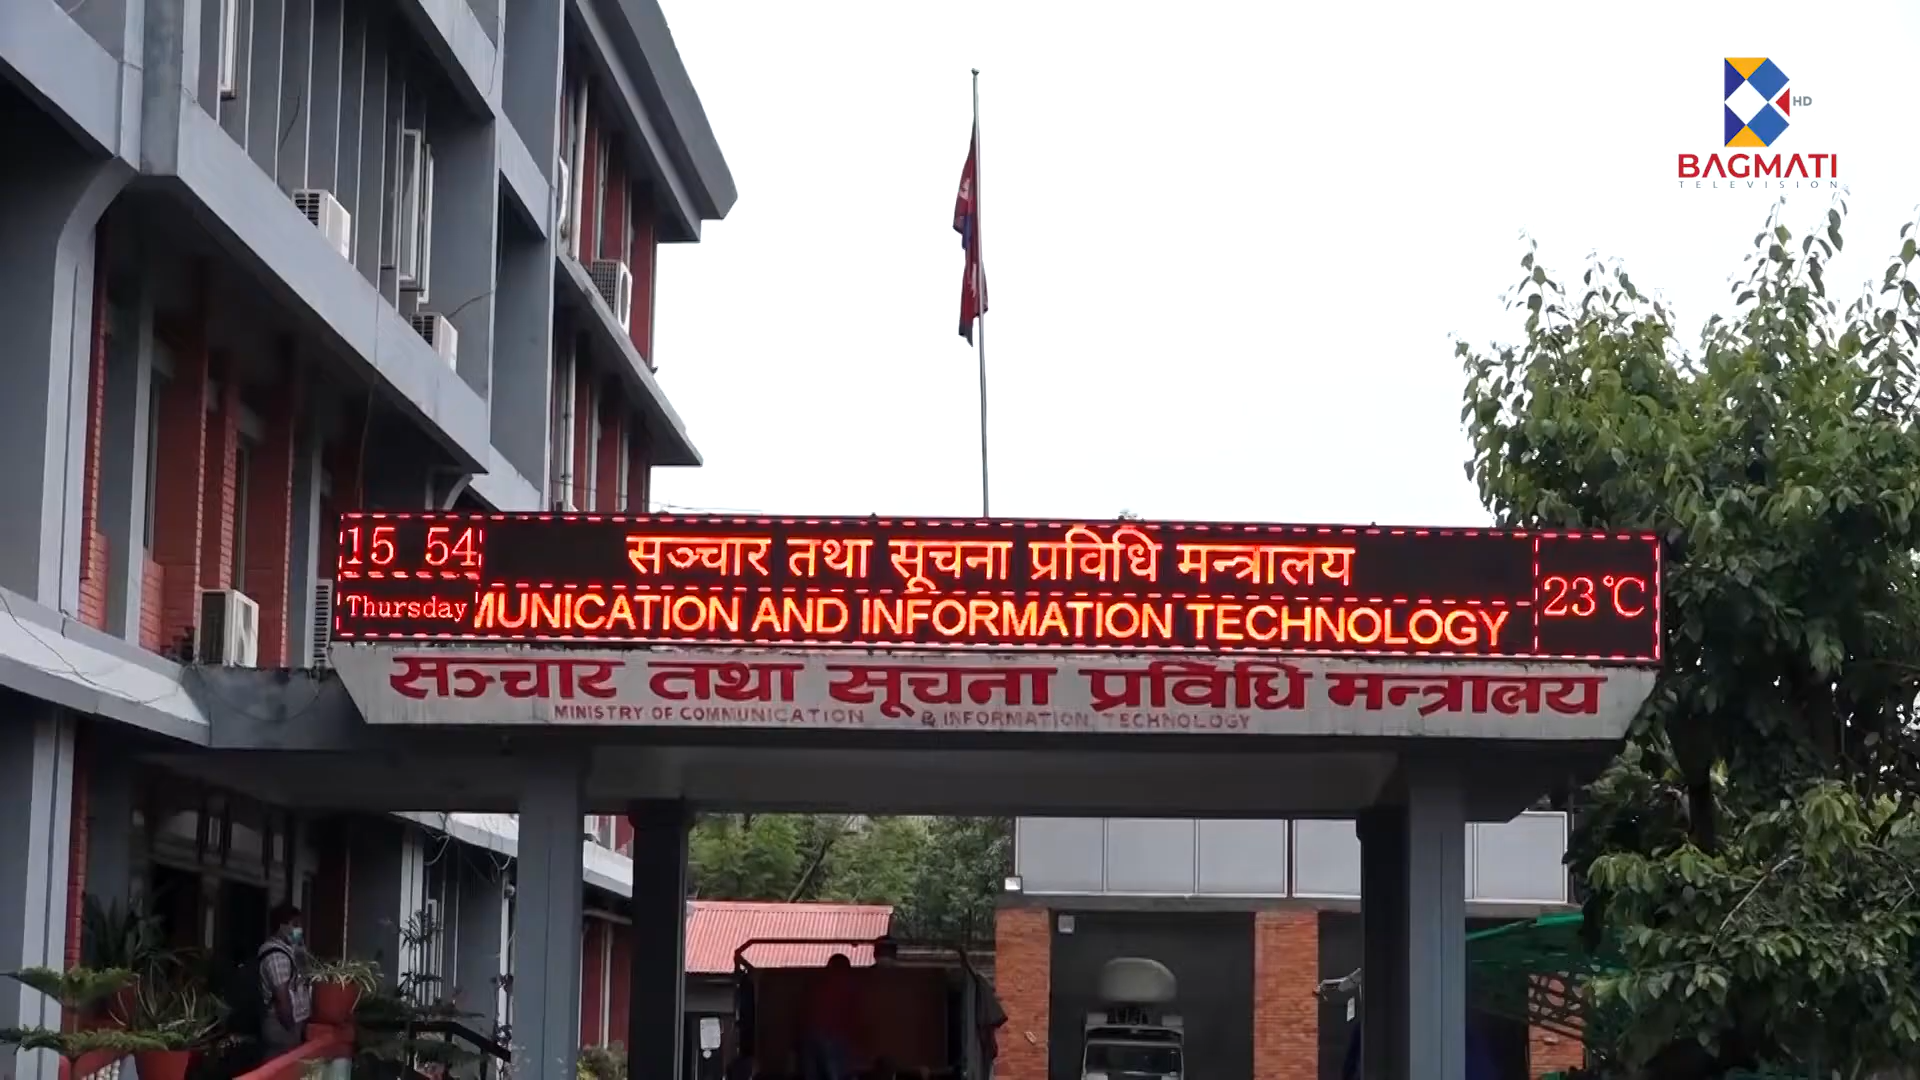 HD
BAGMATI
TELEVISION
15 54
सञ्चार तथा सूचना प्रविधि मन्त्रालय
23°C
Thursday
MUNICATION AND INFORMATION TECHNOLOGY
सञ्चार तथा सूचना प्रविधि मन्त्रालय
MINISTRY OF COMMUNICATION & INFORMATION TECHNOLOGY